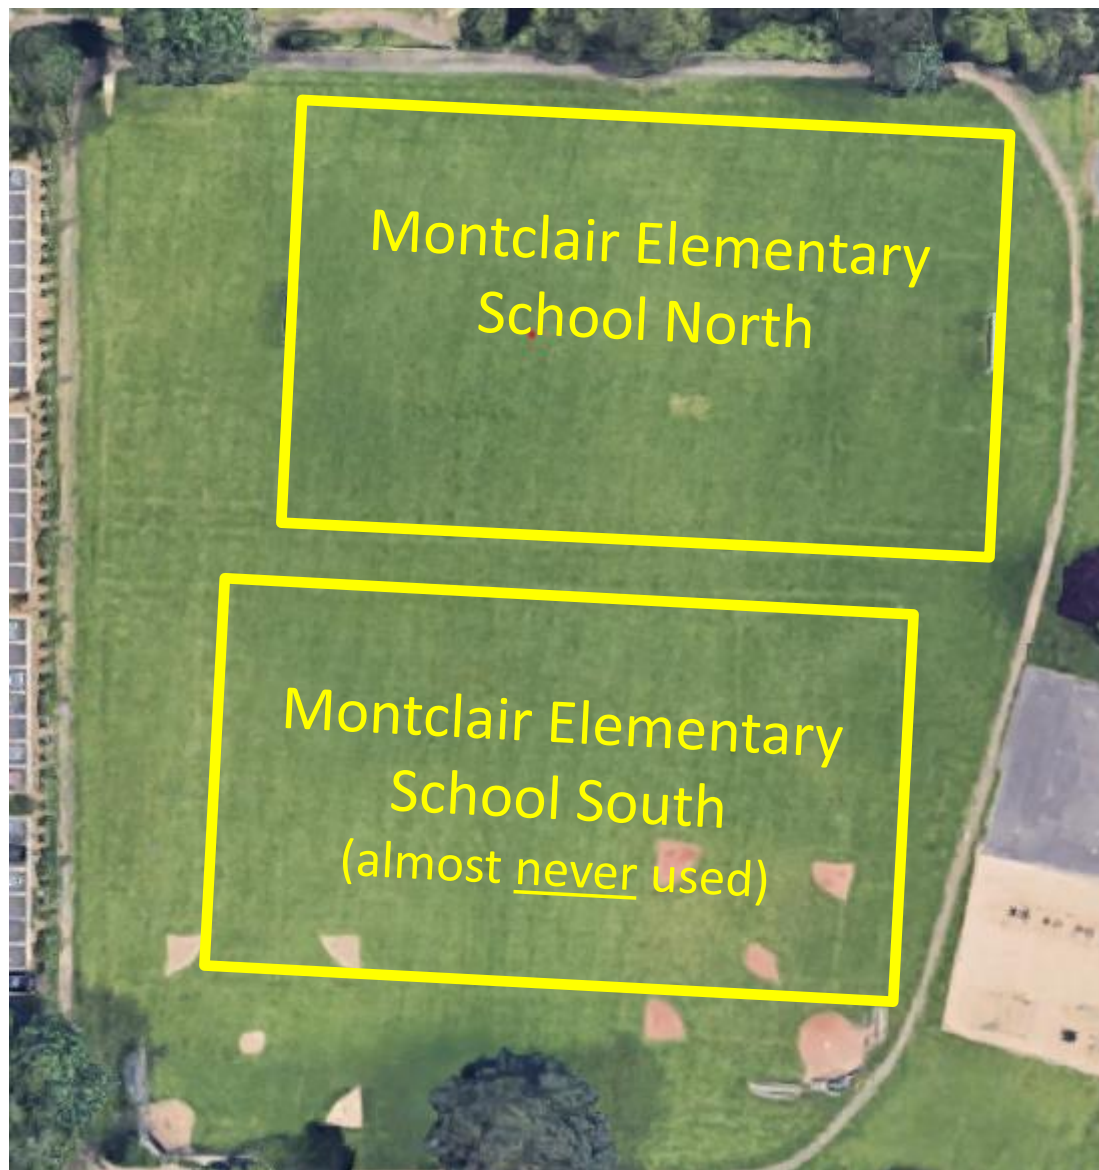 Montclair Elementary
School North
Montclair Elementary
School South
(almost never used)